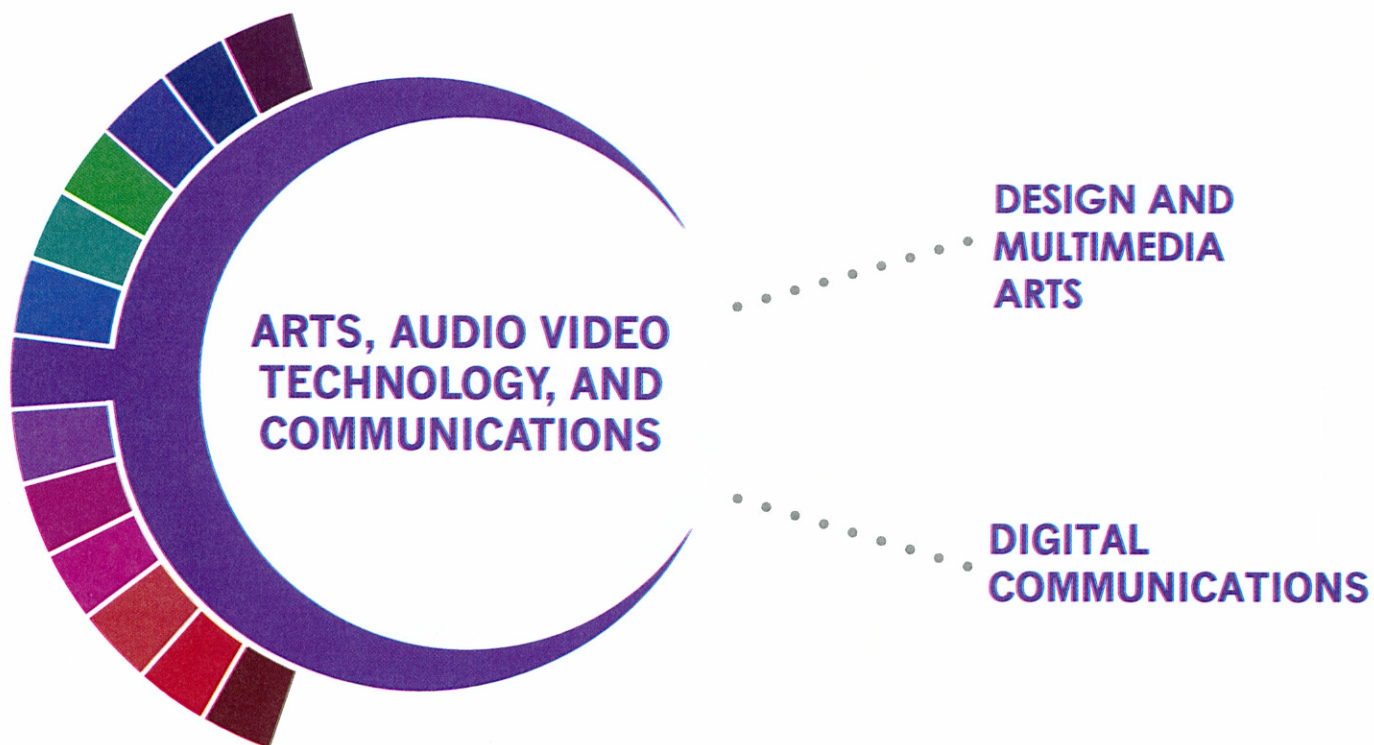 ARTS, AUDIO VIDEO
TECHNOLOGY, AND
COMMUNICATIONS
DESIGN AND
MULTIMEDIA
ARTS
DIGITAL
COMMUNICATIONS